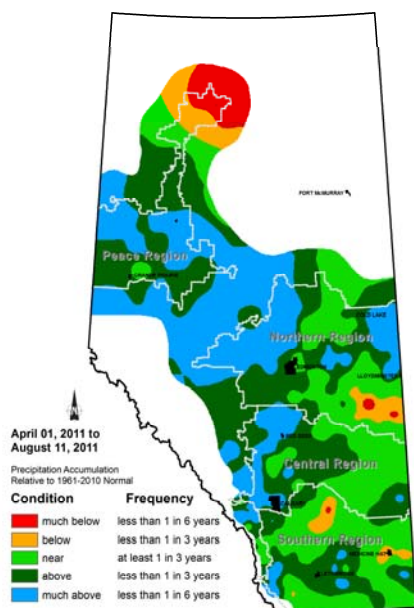 FORT McMURRAY
Peace Region
COLD LAKE
Northern Region
Central Region
Southern Region
N
April 01, 2011 to
August 11, 2011
Precipitation Accumulation
Relative to 1961-2010 Normal
Condition Frequency
much below less than 1 in 6 years
below less than 1 in 3 years
near at least 1 in 3 years
above less than 1 in 3 years
much above less than 1 in 6 years